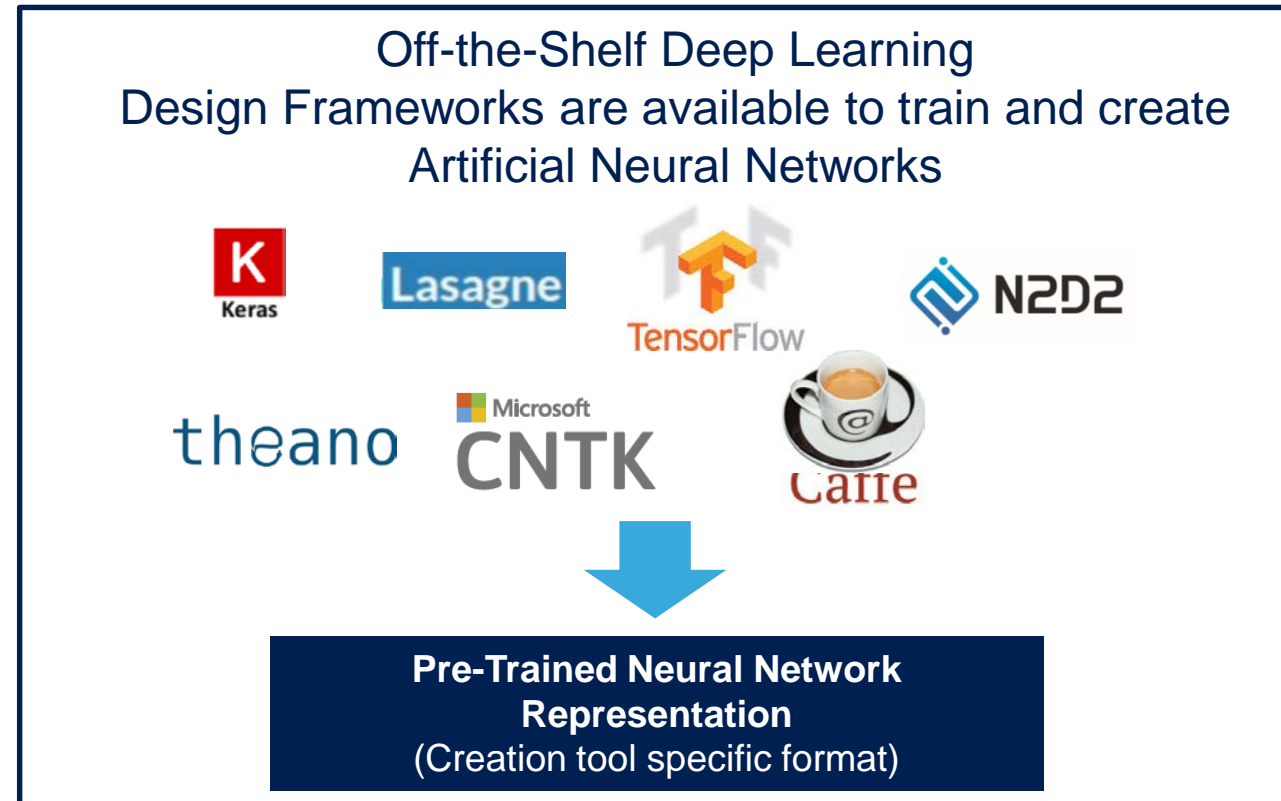 Off-the-Shelf Deep Learning
Design Frameworks are available to train and create
Artificial Neural Networks
K
Keras
Lasagne
TF
TensorFlow
N2D2
theano
Microsoft
CNTK
@
Caffe
Pre-Trained Neural Network
Representation
(Creation tool specific format)